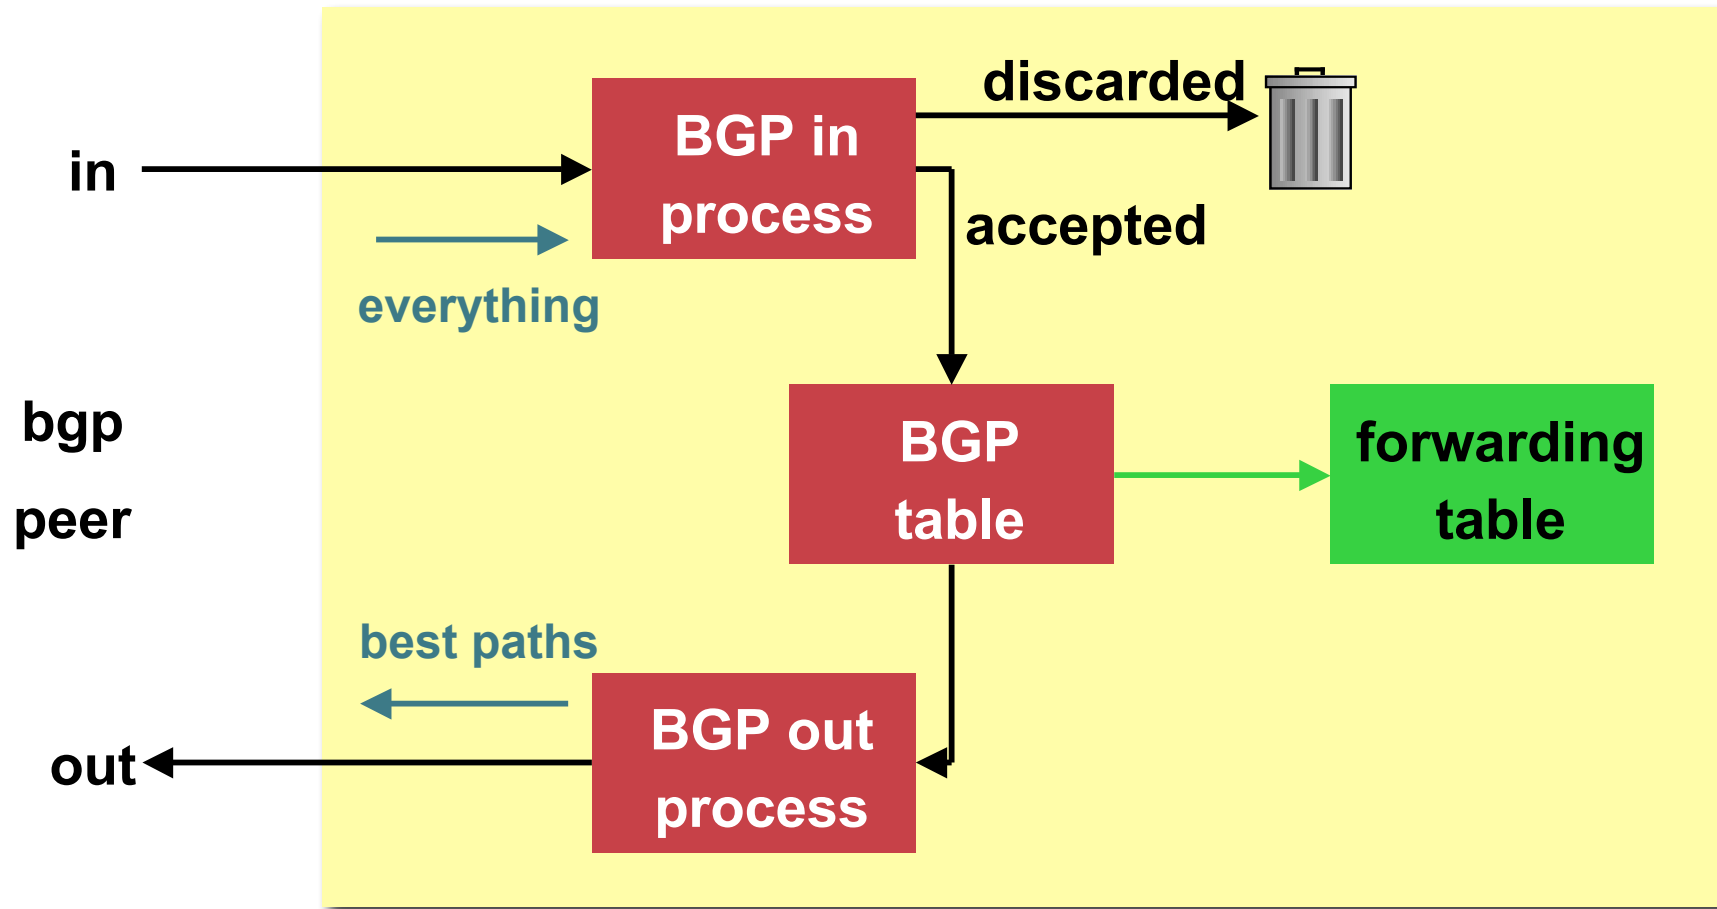 discarded
BGP in
process
in
accepted
everything
bgp
peer
BGP
table
forwarding
table
best paths
BGP out
process
out